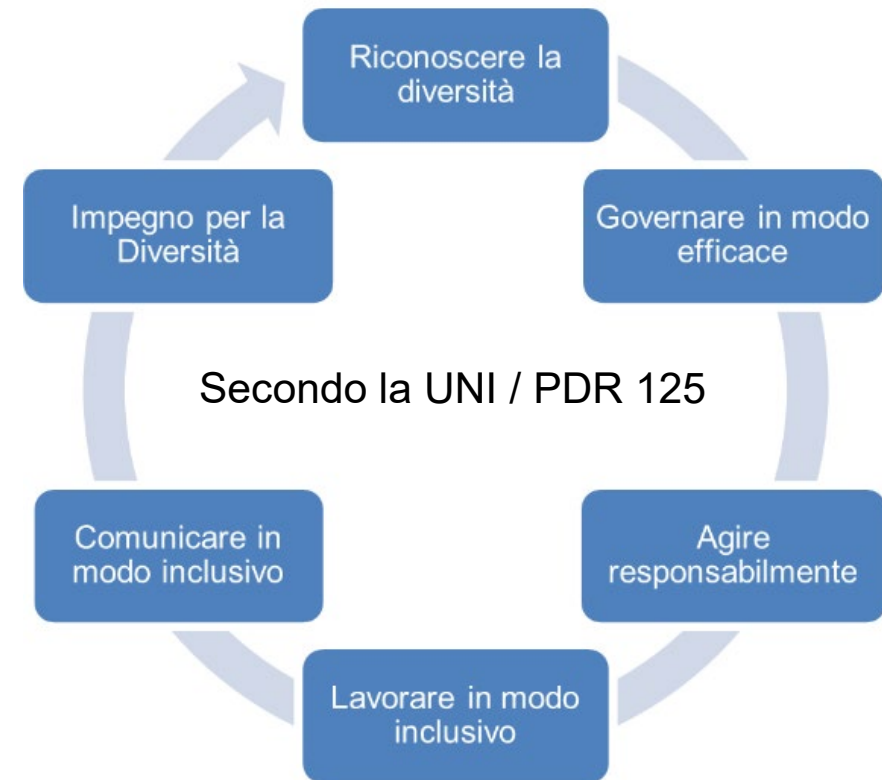 Riconoscere la
diversità
Governare in modo
efficace
Agire
responsabilmente
Lavorare in modo
inclusivo
Comunicare in
modo inclusivo
Impegno per la
Diversità
Secondo la UNI / PDR 125